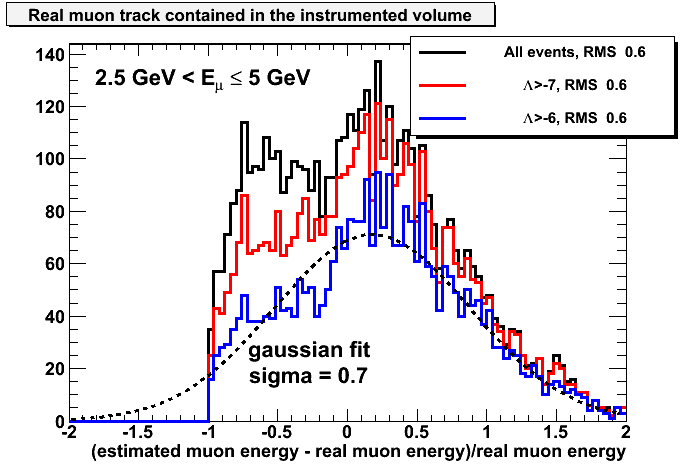 Real muon track contained in the instrumented volume
All events, RMS 0.6
Λ>-7, RMS 0.6
Λ>-6, RMS 0.6
2.5 GeV < Eμ ≤ 5 GeV
140
120
100
80
60
40
20
0
gaussian fit
sigma = 0.7
-2 -1.5 -1 -0.5 0 0.5 1 1.5 2
(estimated muon energy - real muon energy)/real muon energy